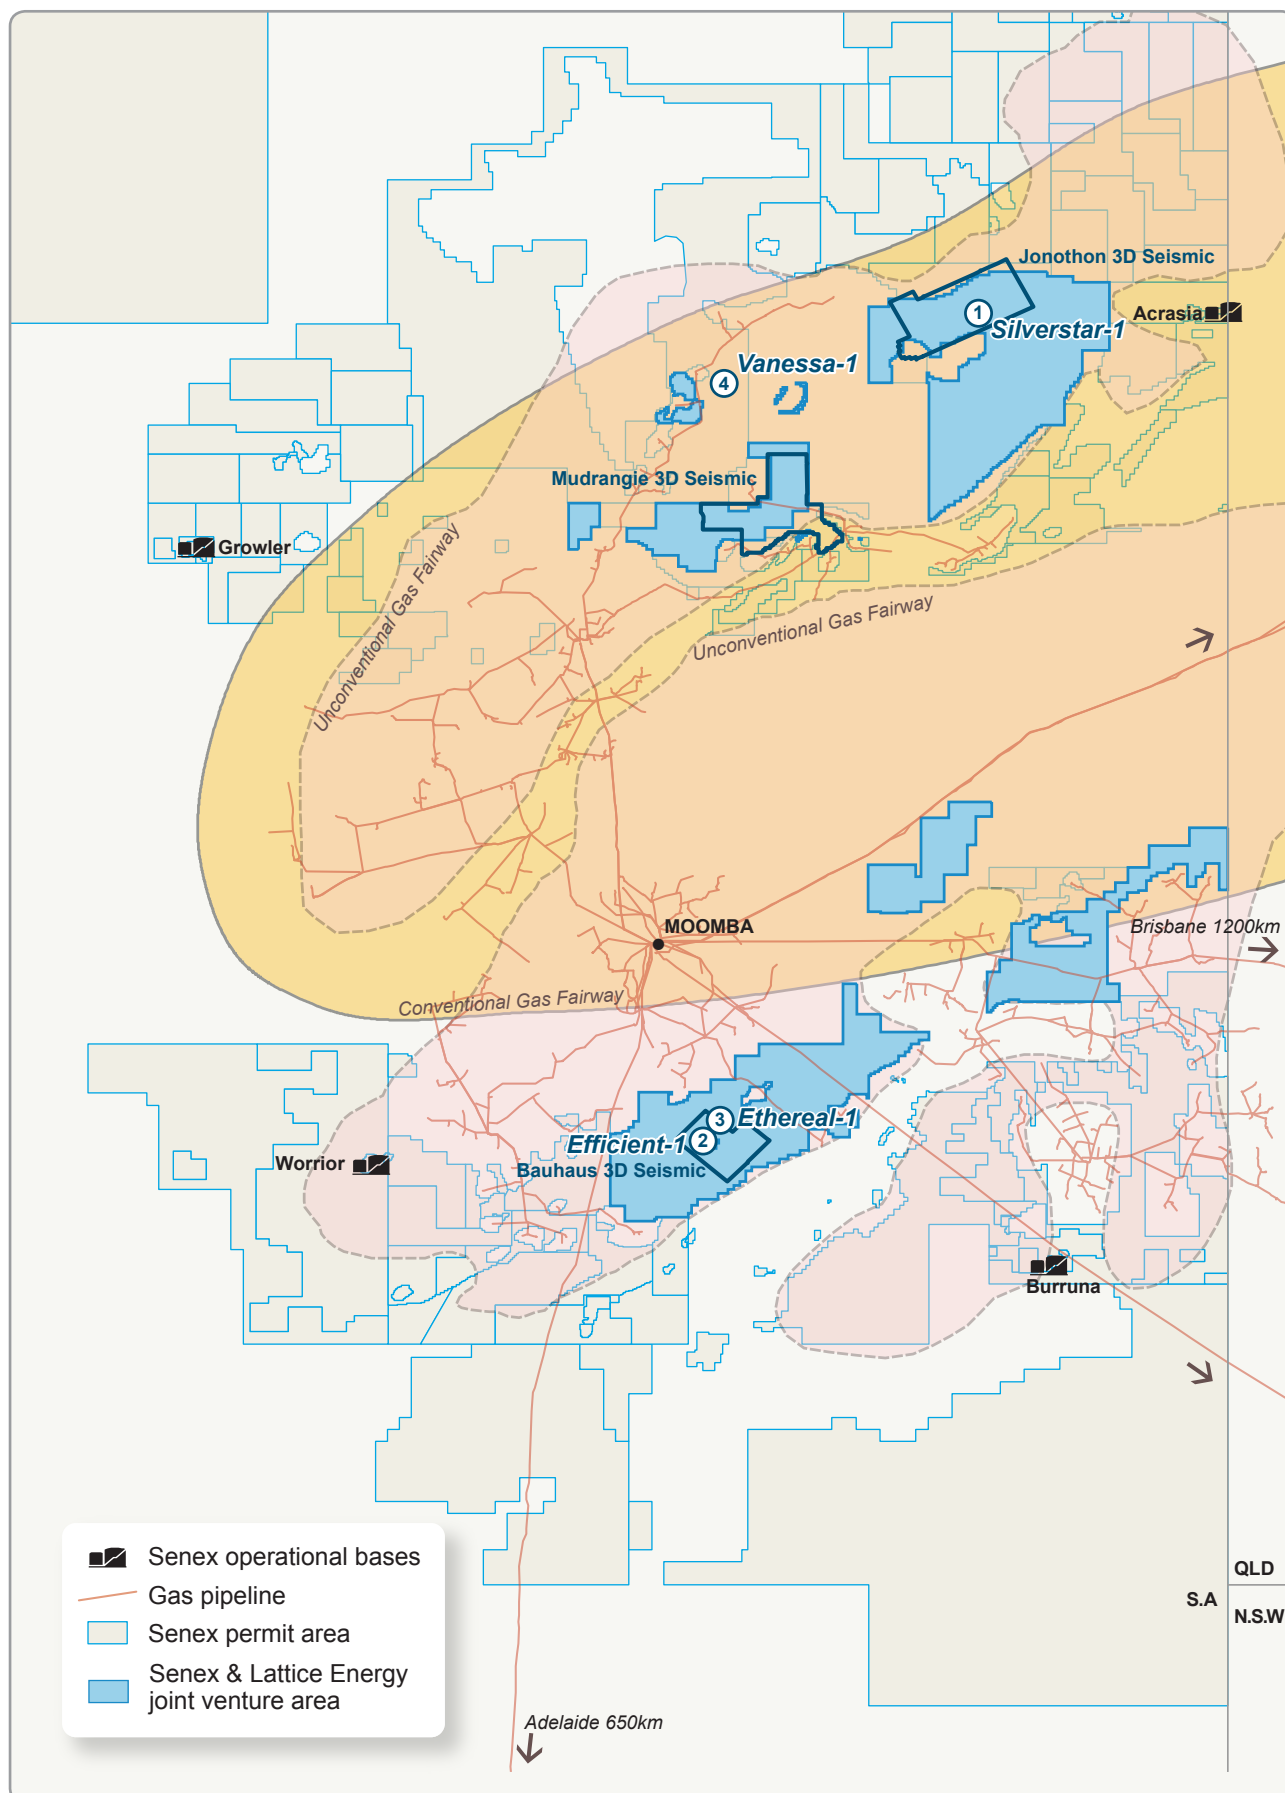 Jonothon 3D Seismic
Acrasia
1
Silverstar-1
Vanessa-1
4
Mudrangie 3D Seismic
Growler
Unconventional Gas Fairway
Unconventional Gas Fairway
MOOMBA
Brisbane 1200km
Conventional Gas Fairway
3
Ethereal-1
Efficient-1
2
Bauhaus 3D Seismic
Worrior
Burruna
Senex operational bases
Gas pipeline
Senex permit area
Senex & Lattice Energy
joint venture area
QLD
S.A
N.S.W
Adelaide 650km